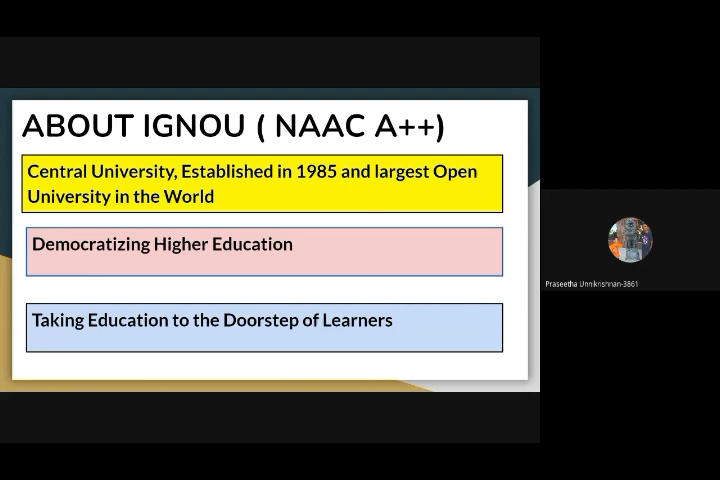 ABOUT IGNOU ( NAAC A++)
Central University, Established in 1985 and largest Open
University in the World
Democratizing Higher Education
Taking Education to the Doorstep of Learners
Praseetha Unnikrishnan-3861